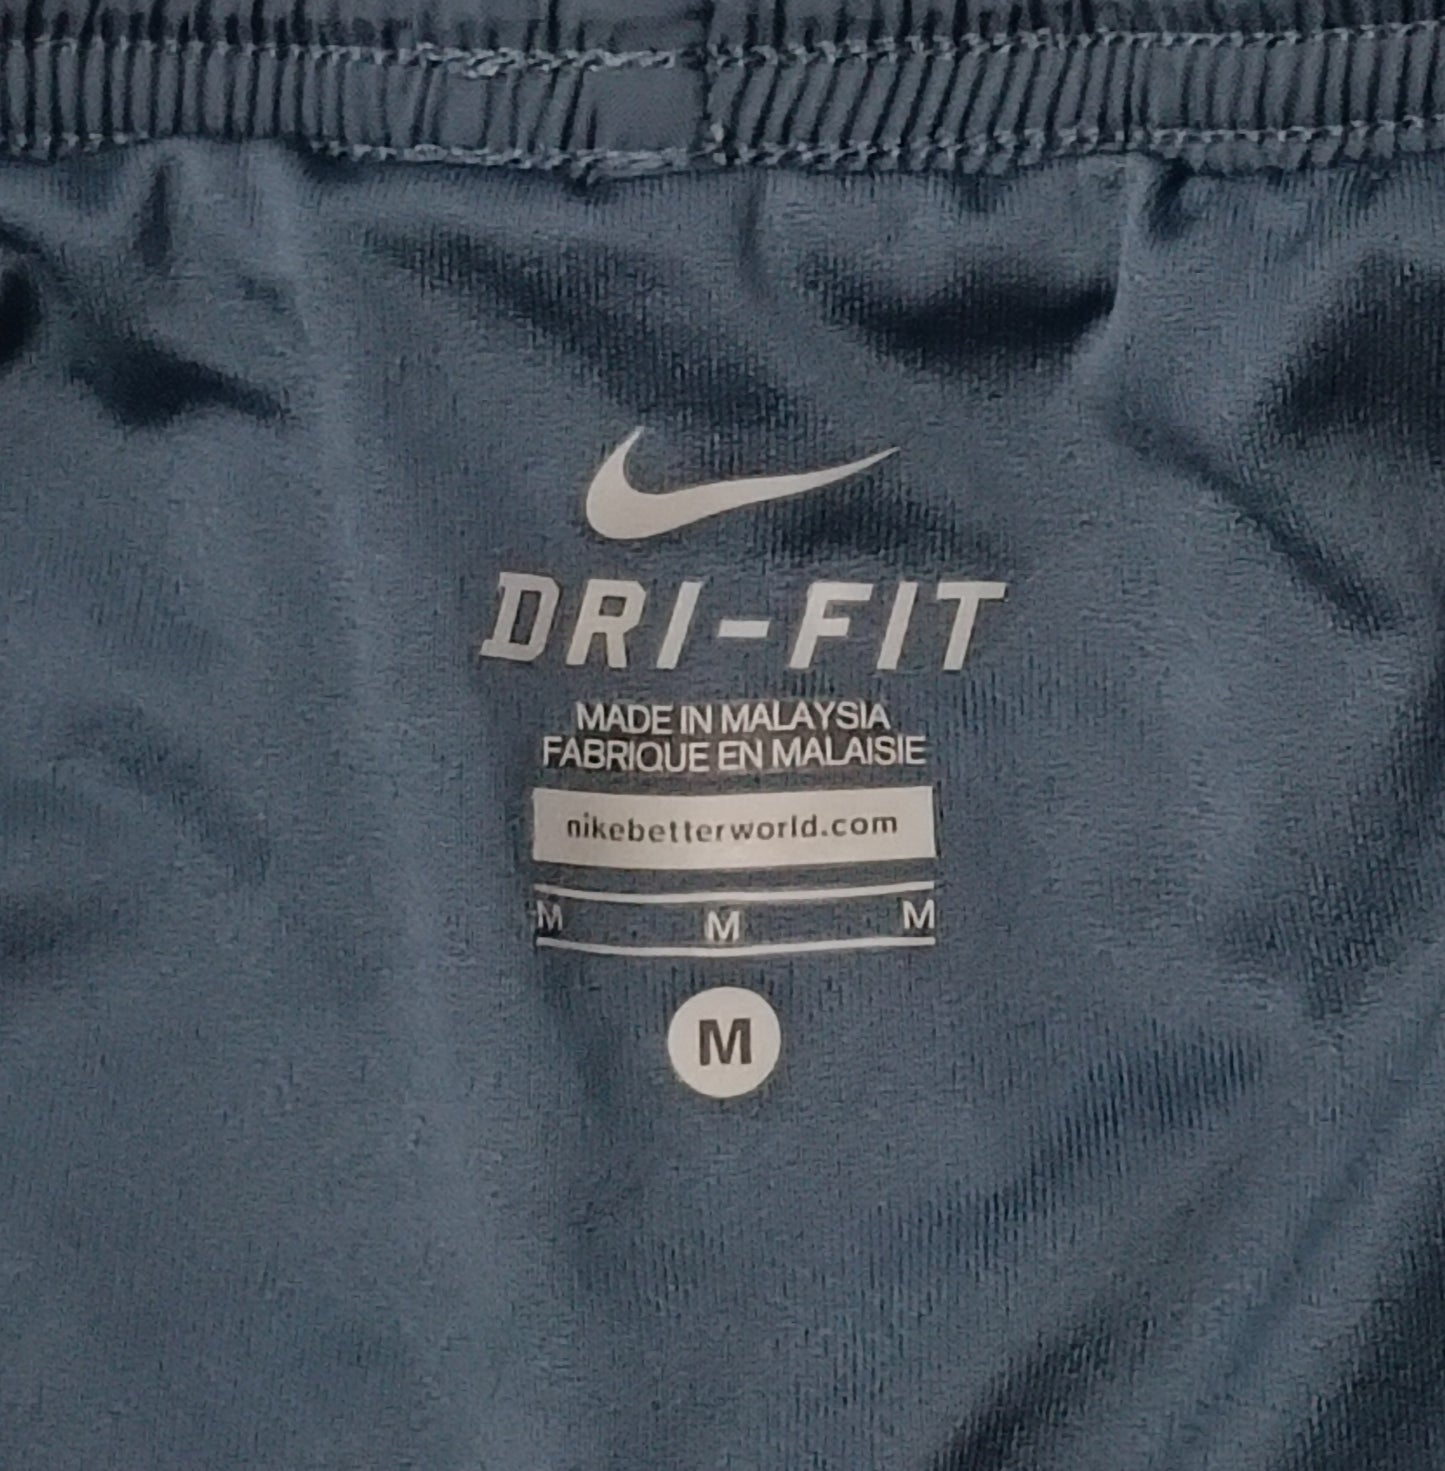 DRI-FIT
MADE IN MALAYSIA
FABRIQUE EN MALAISIE
nikebetterworld.com
M M M
M